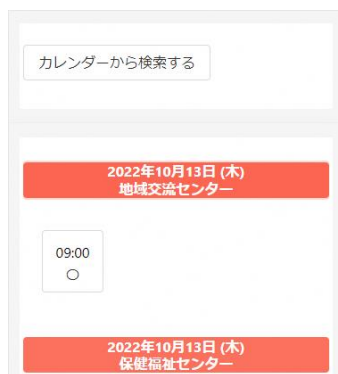 カレンダーから検索する
2022年10月13日 (木)
地域交流センター
09:00
〇
2022年10月13日 (木)
保健福祉センター